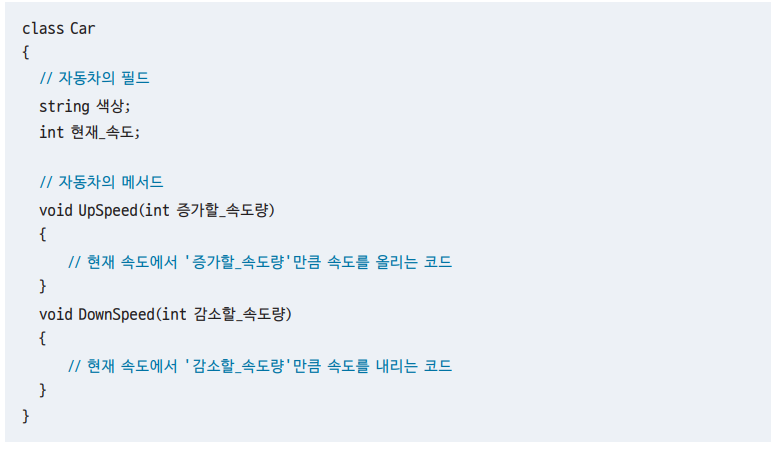 class Car
{
// 자동차의 필드
string 색상;
int 현재_속도;
// 자동차의 메서드
void UpSpeed(int 증가할_속도량)
{
// 현재 속도에서 '증가할_속도량'만큼 속도를 올리는 코드
}
void DownSpeed(int 감소할_속도량)
{
// 현재 속도에서 '감소할_속도량'만큼 속도를 내리는 코드
}
}